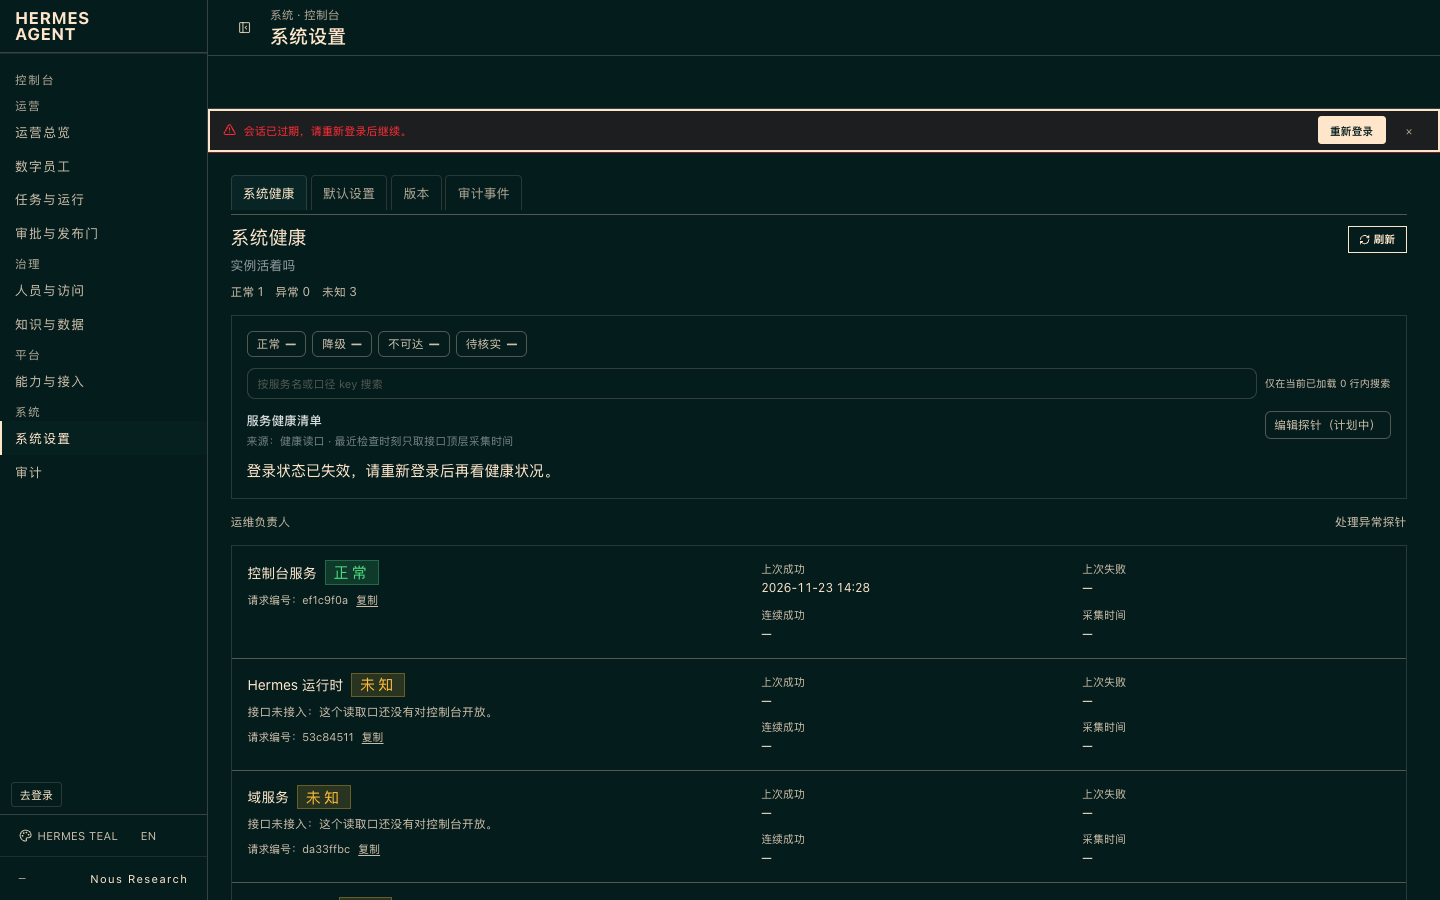 HERMES
AGENT
控制台
运营
运营总览
数字员工
任务与运行
审批与发布门
治理
人员与访问
知识与数据
平台
能力与接入
系统
系统设置
审计
去登录
HERMES TEAL EN
— Nous Research
系统 · 控制台
系统设置
会话已过期，请重新登录后继续。
重新登录 ×
系统健康 默认设置 版本 审计事件
系统健康
刷新
实例活着吗
正常 1 异常 0 未知 3
正常 — 降级 — 不可达 — 待核实 —
按服务名或口径 key 搜索
仅在当前已加载 0 行内搜索
服务健康清单
来源：健康读口 · 最近检查时刻只取接口顶层采集时间
编辑探针（计划中）
登录状态已失效，请重新登录后再看健康状况。
运维负责人 处理异常探针
控制台服务 正常
请求编号：ef1c9f0a 复制
上次成功
2026-11-23 14:28
上次失败
—
连续成功
—
采集时间
—
Hermes 运行时 未知
接口未接入：这个读取口还没有对控制台开放。
请求编号：53c84511 复制
上次成功
—
上次失败
—
连续成功
—
采集时间
—
域服务 未知
接口未接入：这个读取口还没有对控制台开放。
请求编号：da33ffbc 复制
上次成功
—
上次失败
—
连续成功
—
采集时间
—